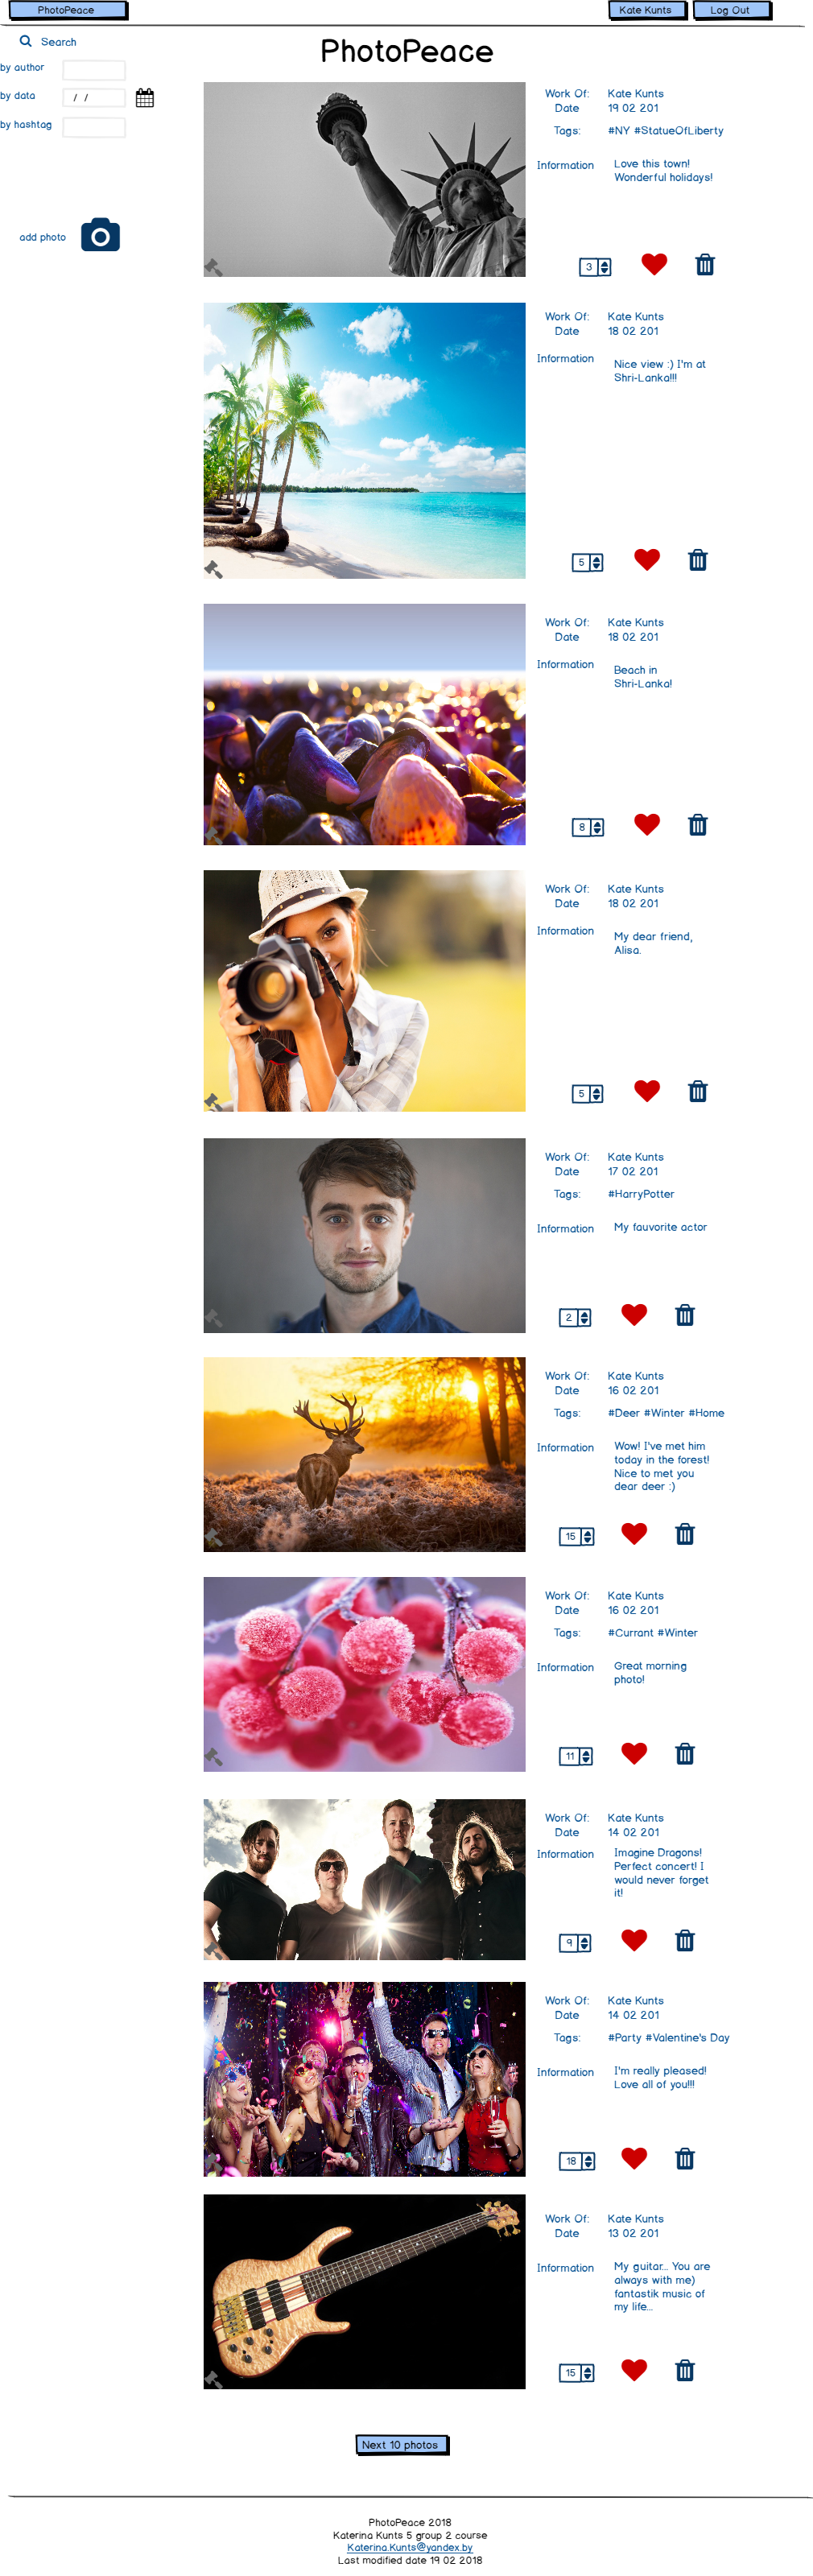 PhotoPeace
Kate Kunts
Log Out
Search
PhotoPeace
by author
by data / /
by hashtag
add photo
Work Of: Kate Kunts
Date 19 02 201
Tags: #NY #StatueOfLiberty
Information Love this town!
Wonderful holidays!
3
Work Of: Kate Kunts
Date 18 02 201
Information Nice view :) I'm at
Shri-Lanka!!!
5
Work Of: Kate Kunts
Date 18 02 201
Information Beach in
Shri-Lanka!
8
Work Of: Kate Kunts
Date 18 02 201
Information My dear friend,
Alisa.
5
Work Of: Kate Kunts
Date 17 02 201
Tags: #HarryPotter
Information My fauvorite actor
2
Work Of: Kate Kunts
Date 16 02 201
Tags: #Deer #Winter #Home
Information Wow! I've met him
today in the forest!
Nice to met you
dear deer :)
15
Work Of: Kate Kunts
Date 16 02 201
Tags: #Currant #Winter
Information Great morning
photo!
11
Work Of: Kate Kunts
Date 14 02 201
Information Imagine Dragons!
Perfect concert! I
would never forget
it!
9
Work Of: Kate Kunts
Date 14 02 201
Tags: #Party #Valentine's Day
Information I'm really pleased!
Love all of you!!!
18
Work Of: Kate Kunts
Date 13 02 201
Information My guitar... You are
always with me)
fantastik music of
my life...
15
Next 10 photos
PhotoPeace 2018
Katerina Kunts 5 group 2 course
Katerina.Kunts@yandex.by
Last modified date 19 02 2018